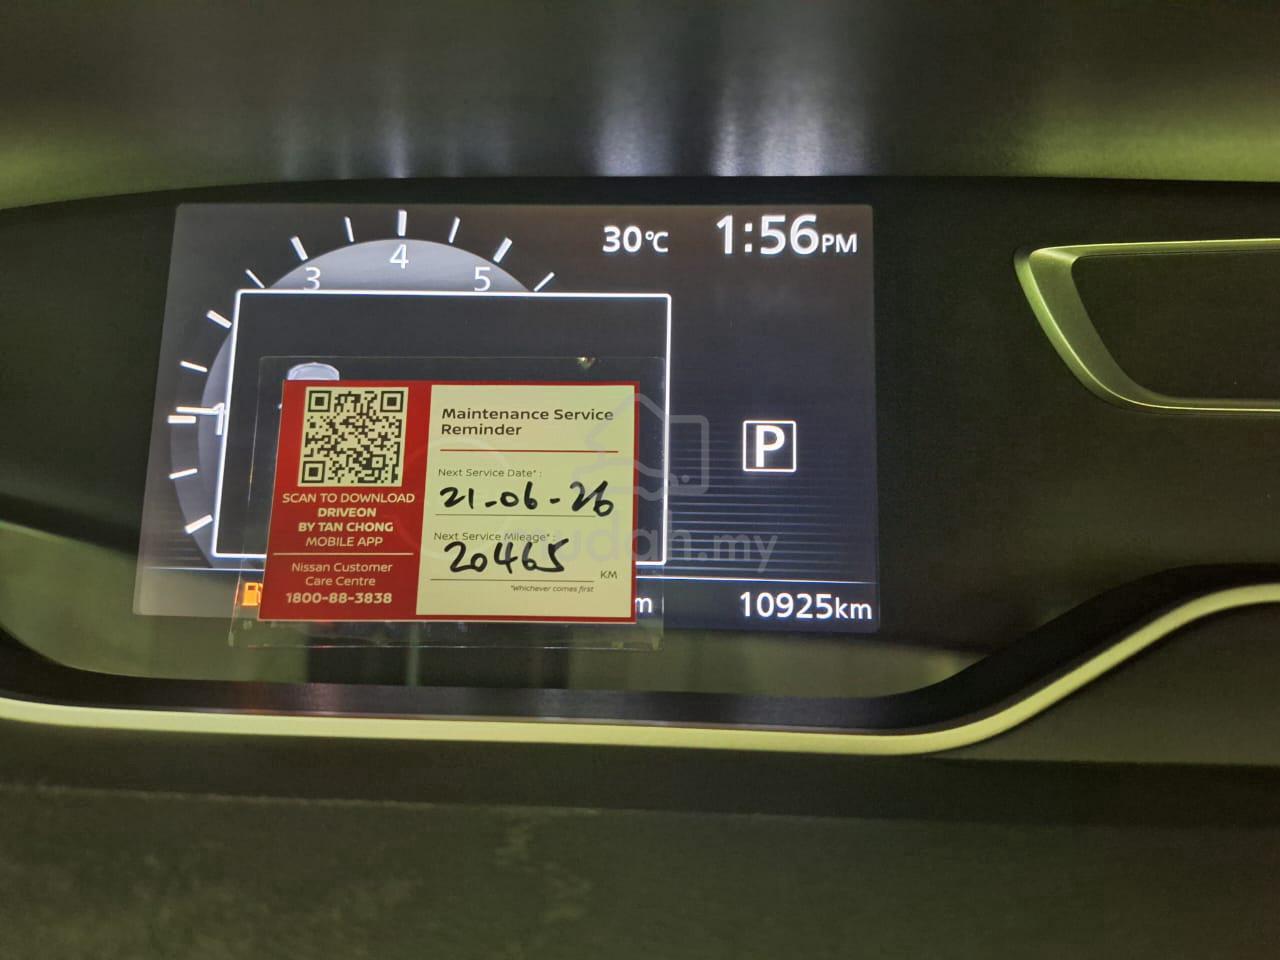 30°C 1:56PM
3 4 5
1
P
SCAN TO DOWNLOAD
DRIVEON
BY TAN CHONG
MOBILE APP
Nissan Customer
Care Centre
1800-88-3838
Maintenance Service
Reminder
Next Service Date* :
21-06-26
Next Service Mileage* :
20465
KM
*Whichever comes first
m 10925km
mudah.my